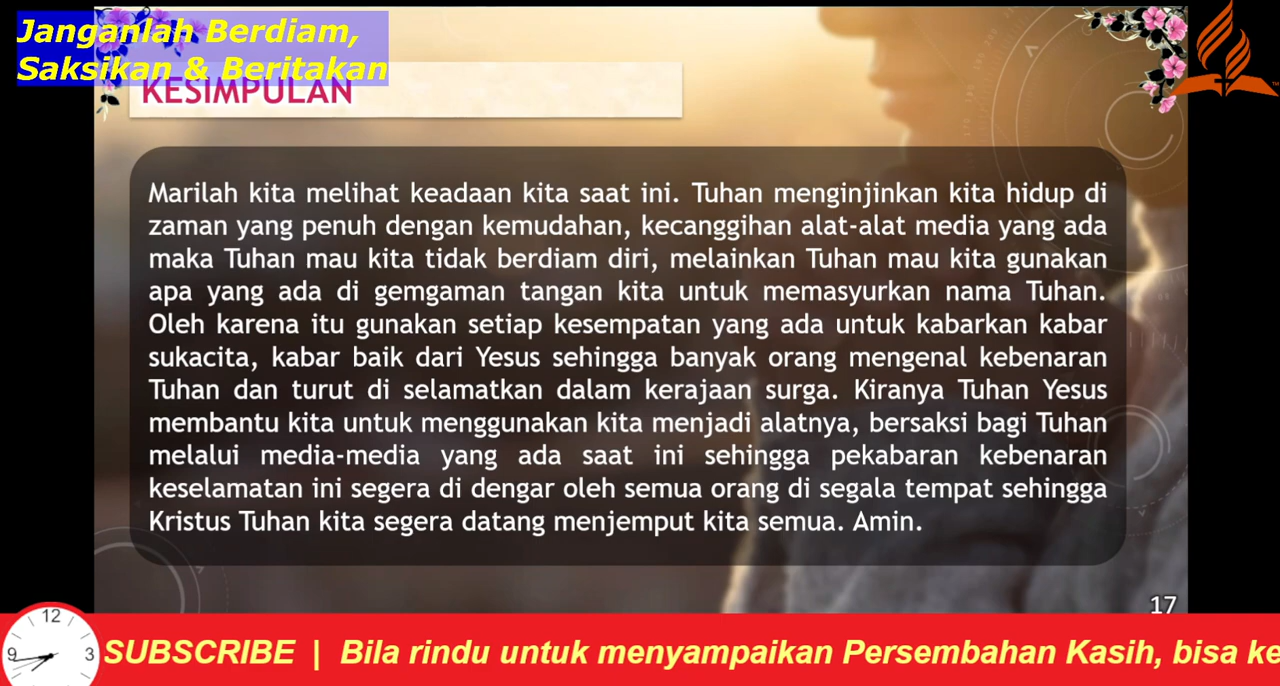 Janganlah Berdiam,
Saksikan & Beritakan
KESIMPULAN
Marilah kita melihat keadaan kita saat ini. Tuhan menginjinkan kita hidup di
zaman yang penuh dengan kemudahan, kecanggihan alat-alat media yang ada
maka Tuhan mau kita tidak berdiam diri, melainkan Tuhan mau kita gunakan
apa yang ada di gemgaman tangan kita untuk memasyurkan nama Tuhan.
Oleh karena itu gunakan setiap kesempatan yang ada untuk kabarkan kabar
sukacita, kabar baik dari Yesus sehingga banyak orang mengenal kebenaran
Tuhan dan turut di selamatkan dalam kerajaan surga. Kiranya Tuhan Yesus
membantu kita untuk menggunakan kita menjadi alatnya, bersaksi bagi Tuhan
melalui media-media yang ada saat ini sehingga pekabaran kebenaran
keselamatan ini segera di dengar oleh semua orang di segala tempat sehingga
Kristus Tuhan kita segera datang menjemput kita semua. Amin.
17
12
9
3
SUBSCRIBE | Bila rindu untuk menyampaikan Persembahan Kasih, bisa ke